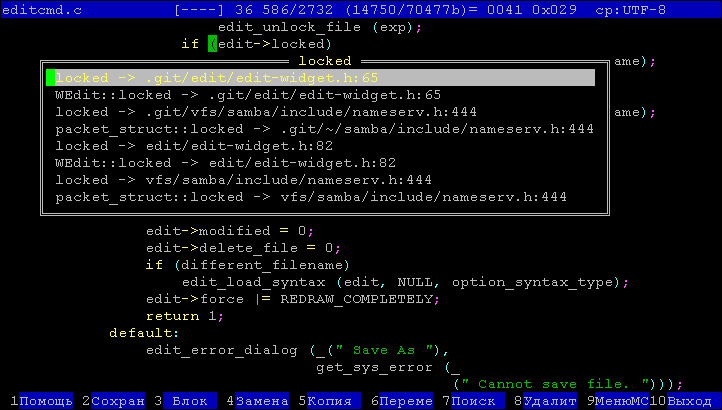 editcmd.c [----] 36 586/2732 (14750/70477b)= 0041 0x029 cp:UTF-8
edit_unlock_file (exp);
if (edit->locked)
locked
ame);
locked -> .git/edit/edit-widget.h:65
WEdit::locked -> .git/edit/edit-widget.h:65
locked -> .git/vfs/samba/include/nameserv.h:444
ame);
packet_struct::locked -> .git/~/samba/include/nameserv.h:444
locked -> edit/edit-widget.h:82
WEdit::locked -> edit/edit-widget.h:82
locked -> vfs/samba/include/nameserv.h:444
packet_struct::locked -> vfs/samba/include/nameserv.h:444
edit->modified = 0;
edit->delete_file = 0;
if (different_filename)
edit_load_syntax (edit, NULL, option_syntax_type);
edit->force |= REDRAW_COMPLETELY;
return 1;
default:
edit_error_dialog (_(" Save As "),
get_sys_error (_
(" Cannot save file. ")));
1Помощь 2Сохран 3 Блок 4Замена 5Копия 6Переме 7Поиск 8Удалит 9МенюMC10Выход